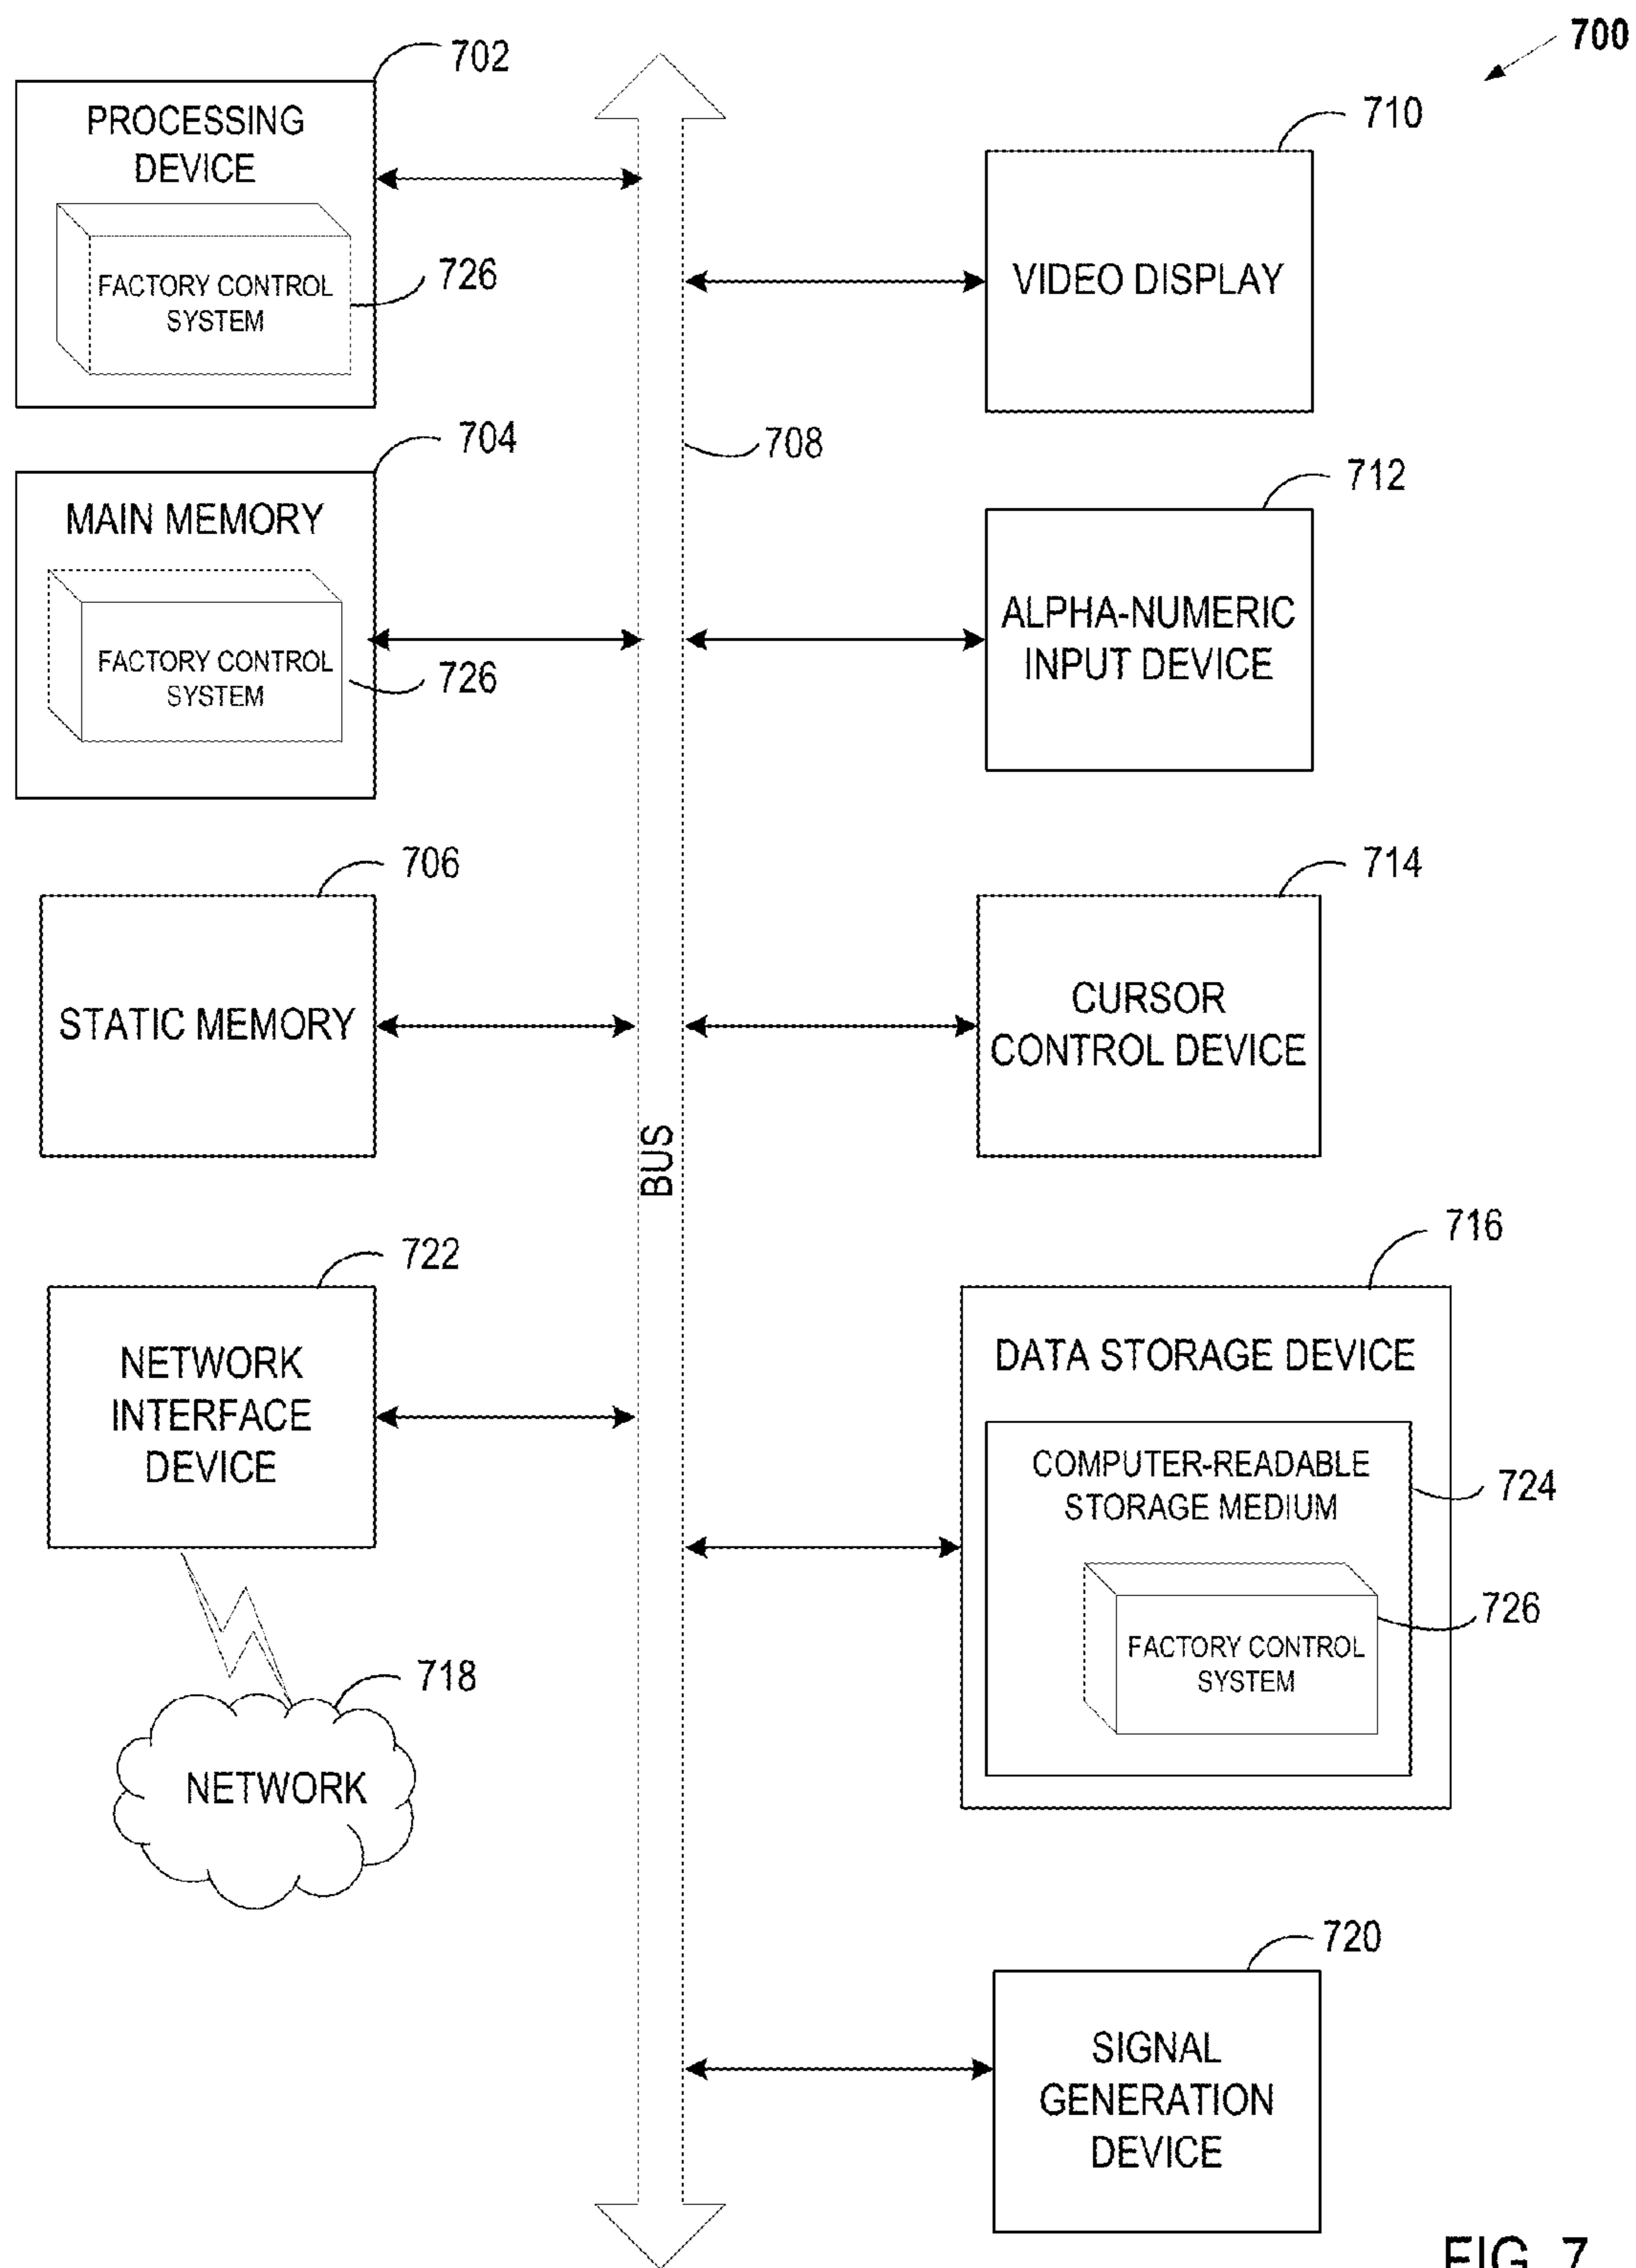 700
702
PROCESSING
DEVICE
FACTORY CONTROL
SYSTEM
726
710
VIDEO DISPLAY
704
MAIN MEMORY
FACTORY CONTROL
SYSTEM
726
708
712
ALPHA-NUMERIC
INPUT DEVICE
706
STATIC MEMORY
714
CURSOR
CONTROL DEVICE
BUS
722
NETWORK
INTERFACE
DEVICE
716
DATA STORAGE DEVICE
COMPUTER-READABLE
STORAGE MEDIUM
724
FACTORY CONTROL
SYSTEM
726
718
NETWORK
720
SIGNAL
GENERATION
DEVICE
FIG. 7